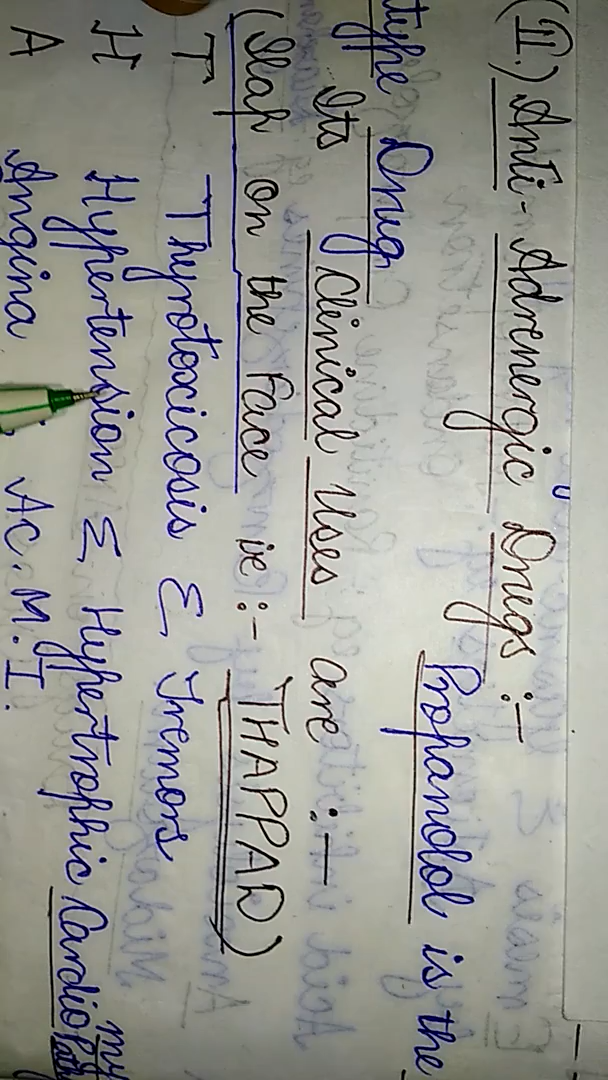 (II.) Anti-Adrenergic Drugs :-
Propanolol is the
type Drug
Its Clinical Uses are :-
(Slap on the Face ie :- THAPPAD)
T Thyrotoxicosis & Tremors
H Hypertension & Hypertrophic Cardiomyopathy
A Angina, Ac. M. I.